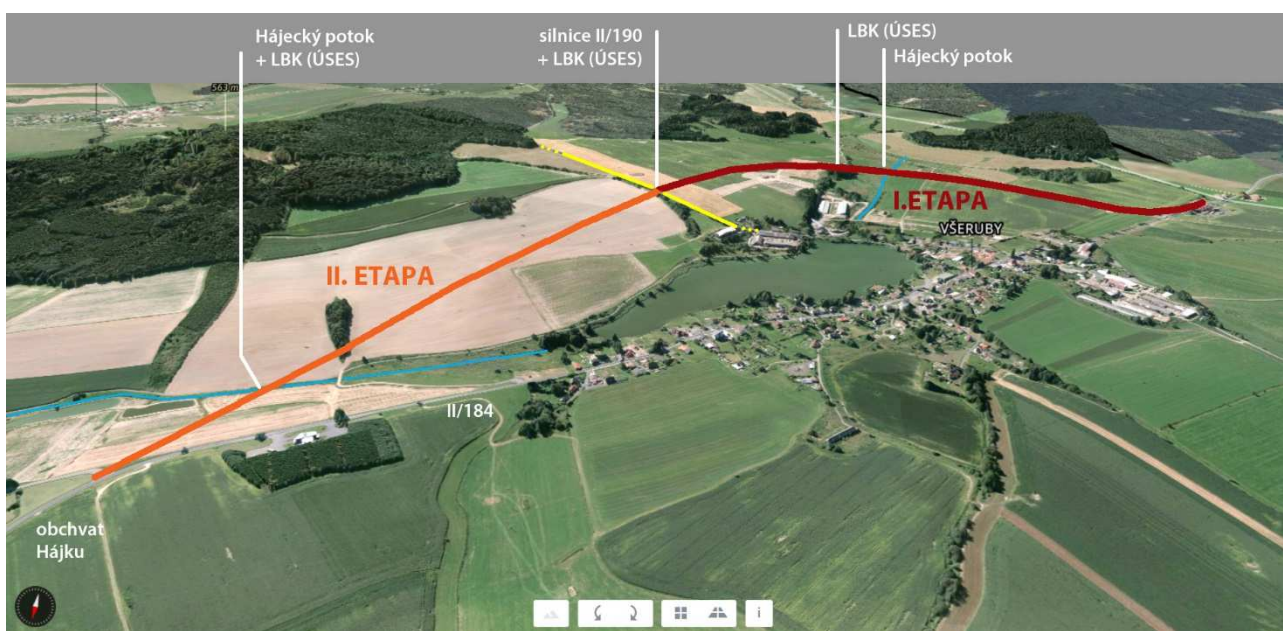 Hájecký potok
+ LBK (ÚSES)
silnice II/190
+ LBK (ÚSES)
LBK (ÚSES)
Hájecký potok
563 m
I.ETAPA
VŠERUBY
II. ETAPA
II/184
obchvat
Hájku
i